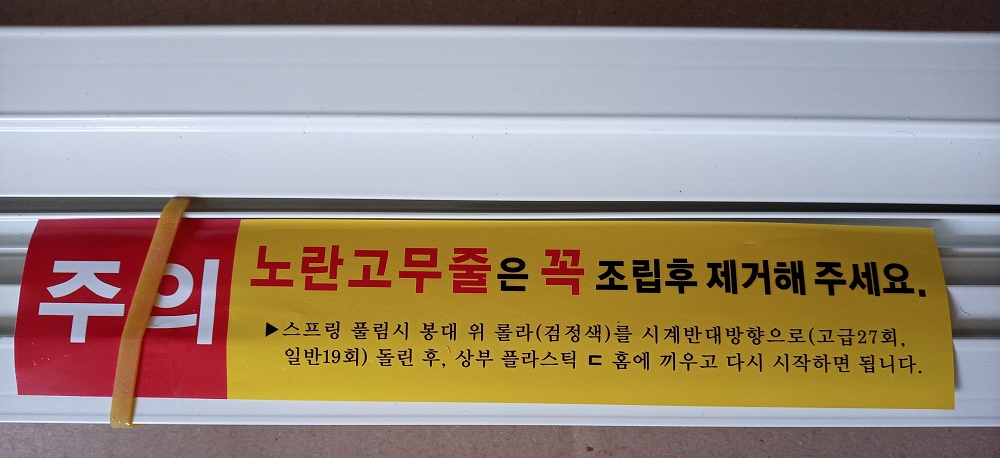 주의
노란고무줄은 꼭 조립후 제거해 주세요.
▶스프링 풀림시 봉대 위 롤라(검정색)를 시계반대방향으로(고급27회,
일반19회) 돌린 후, 상부 플라스틱 ㄷ 홈에 끼우고 다시 시작하면 됩니다.